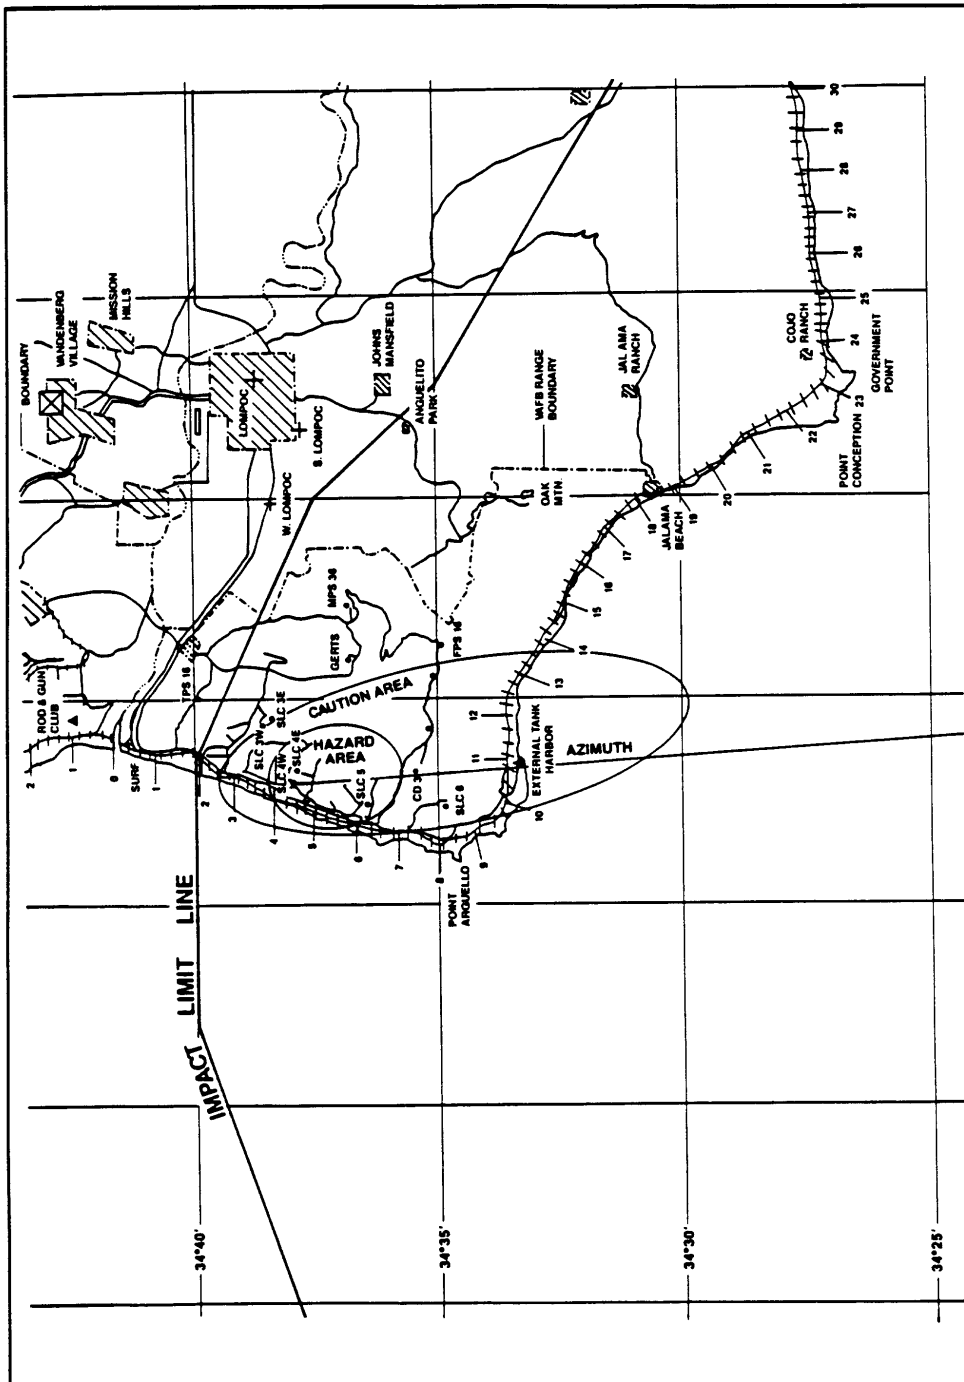 BOUNDARY
VANDENBERG
VILLAGE
MISSION
HILLS
LOMPOC
S. LOMPOC
W. LOMPOC
JOHNS
MANSFIELD
ANGUELITO
PARK
JALAMA
RANCH
VAFB RANGE
BOUNDARY
OAK
MTN.
COJO
RANCH
GOVERNMENT
POINT
POINT
CONCEPTION
JALAMA
BEACH
ROD & GUN
CLUB
SURF
TPS 16
MPS 36
GERTS
FPS 16
SLC 3E
SLC 3W
SLC 4E
SLC 4W
SLC 5
SLC 6
CAUTION AREA
HAZARD
AREA
AZIMUTH
EXTERNAL TANK
HARBOR
POINT
ARGUELLO
IMPACT LIMIT LINE
34°40'
34°35'
34°30'
34°25'
2
1
0
1
2
3
4
5
6
7
8
9
10
11
12
13
14
15
16
17
18
19
20
21
22
23
24
25
26
27
28
29
30